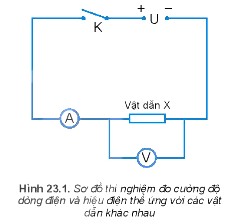 + −
K U
A
Vật dẫn X
V
Hình 23.1. Sơ đồ thí nghiệm đo cường độ
dòng điện và hiệu điện thế ứng với các vật
dẫn khác nhau